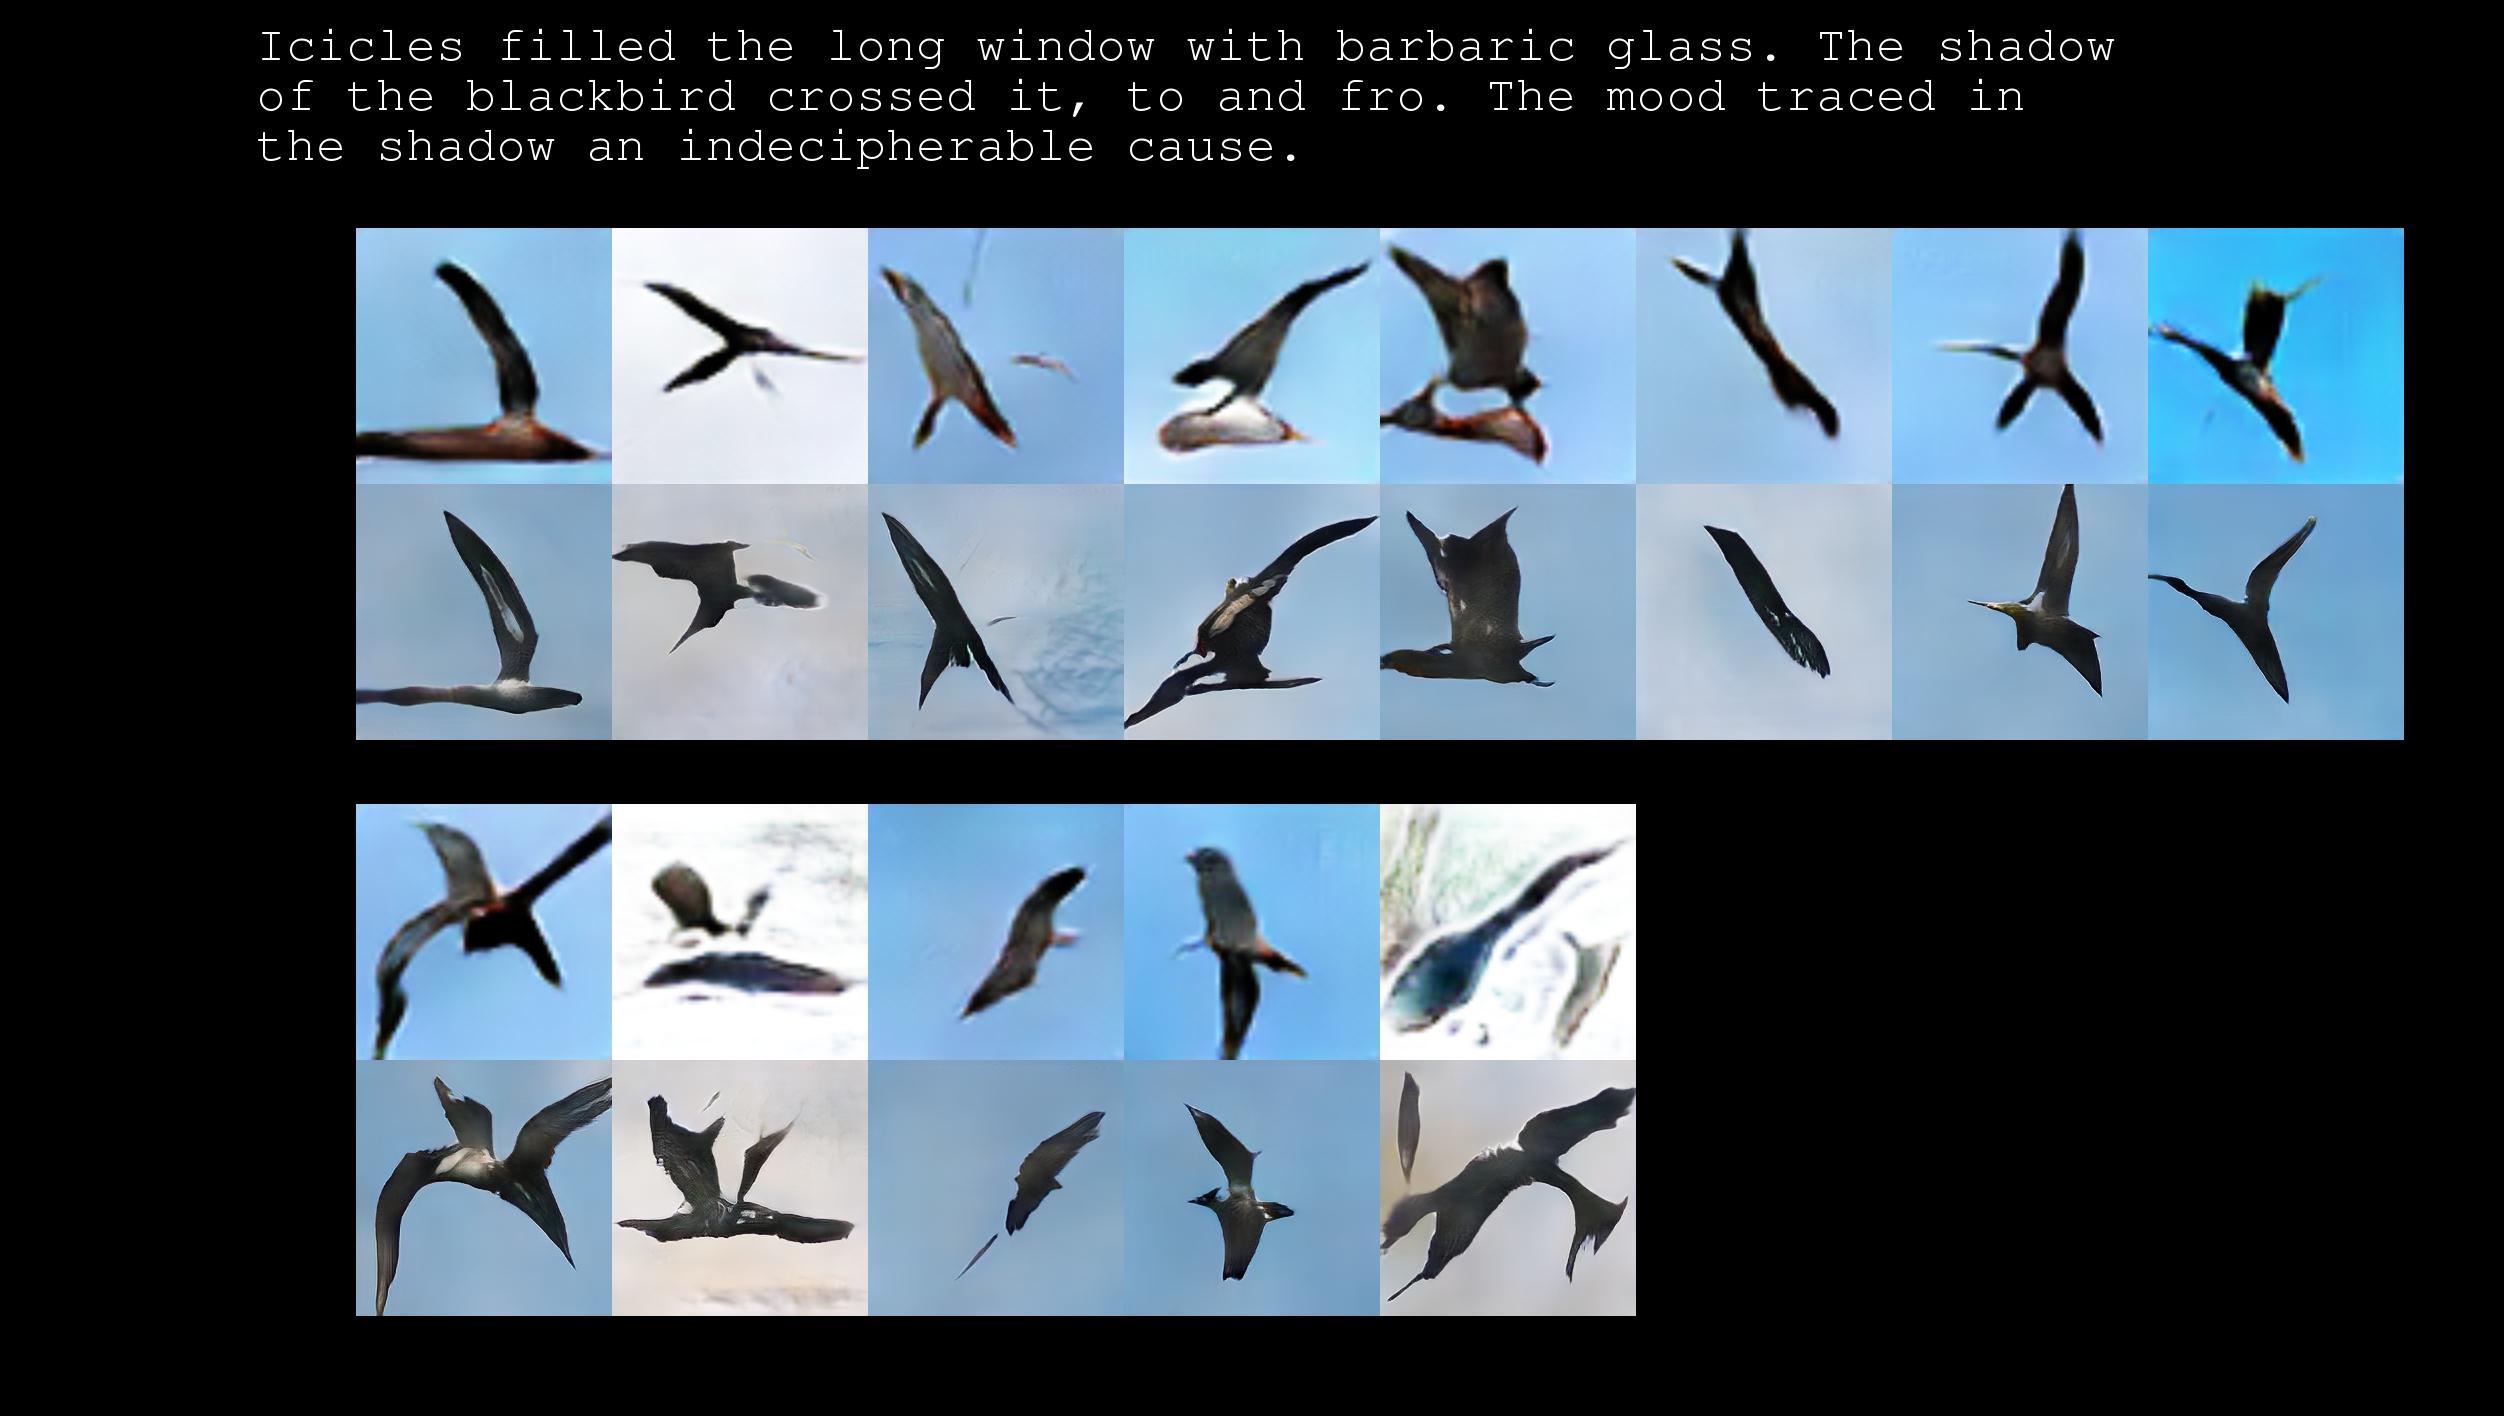 Icicles filled the long window with barbaric glass. The shadow
of the blackbird crossed it, to and fro. The mood traced in
the shadow an indecipherable cause.